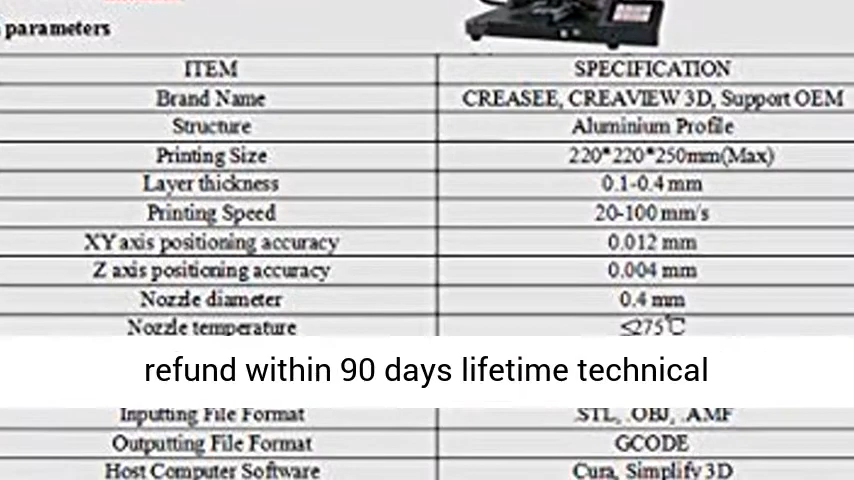 parameters
ITEM SPECIFICATION
Brand Name CREASEE, CREAVIEW 3D, Support OEM
Structure Aluminium Profile
Printing Size 220*220*250mm(Max)
Layer thickness 0.1-0.4 mm
Printing Speed 20-100 mm/s
XY axis positioning accuracy 0.012 mm
Z axis positioning accuracy 0.004 mm
Nozzle diameter 0.4 mm
Nozzle temperature ≤275℃
refund within 90 days lifetime technical
Inputting File Format .STL, .OBJ, .AMF
Outputting File Format GCODE
Host Computer Software Cura, Simplify 3D